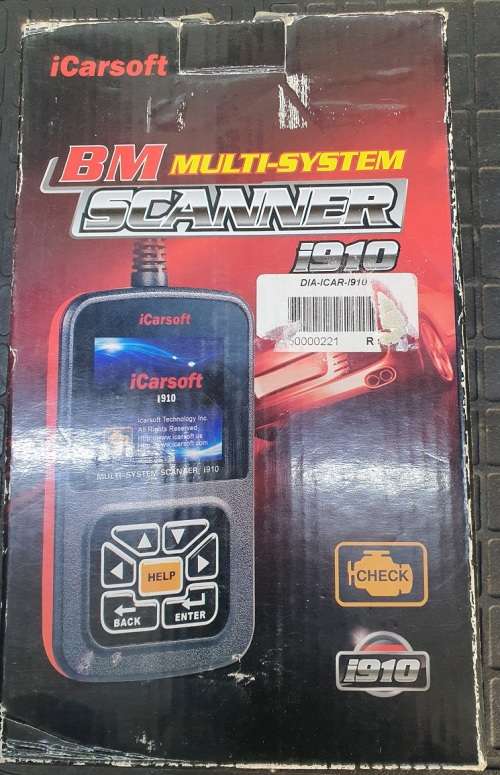 iCarsoft
BM MULTI-SYSTEM
SCANNER
i910
DIA-ICAR-I910
R
iCarsoft
iCarsoft
i910
icarsoft Technology Inc.
All Rights Reserved
MULTI-SYSTEM SCANNER, i910
HELP
BACK
ENTER
CHECK
i910